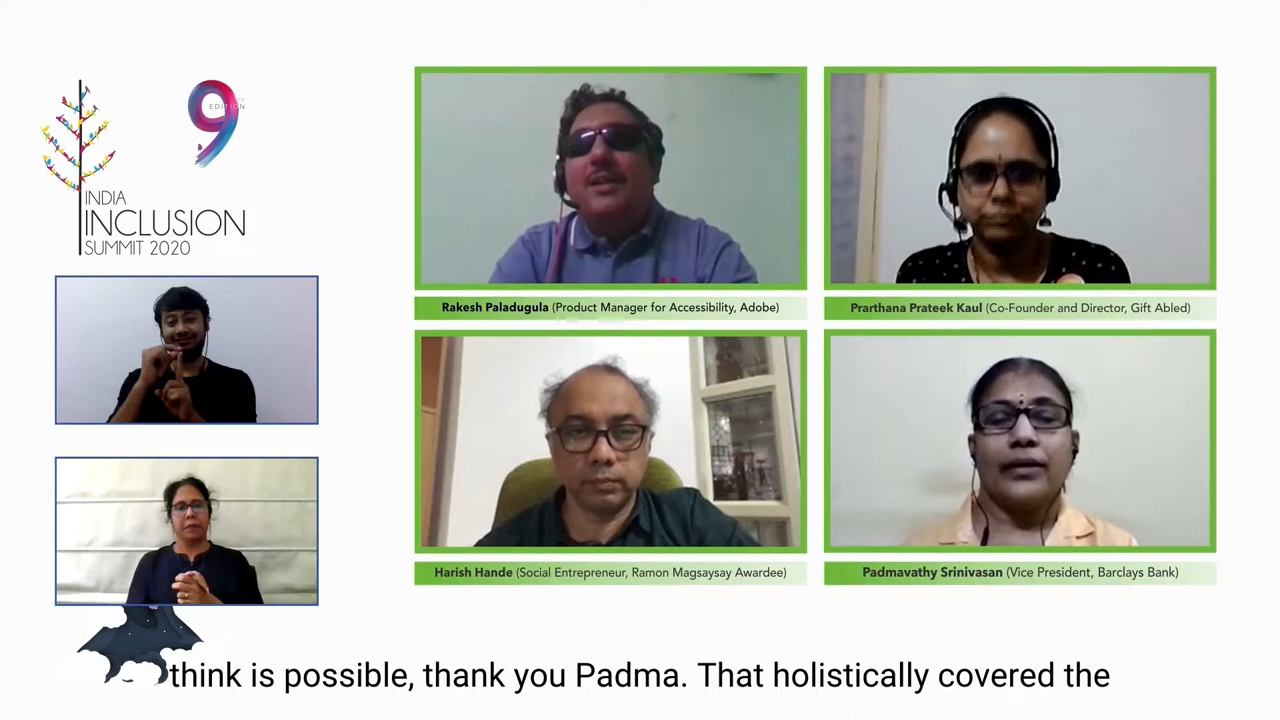 9
EDITION
INDIA
INCLUSION
SUMMIT 2020
Rakesh Paladugula (Product Manager for Accessibility, Adobe)
Prarthana Prateek Kaul (Co-Founder and Director, Gift Abled)
Harish Hande (Social Entrepreneur, Ramon Magsaysay Awardee)
Padmavathy Srinivasan (Vice President, Barclays Bank)
think is possible, thank you Padma. That holistically covered the